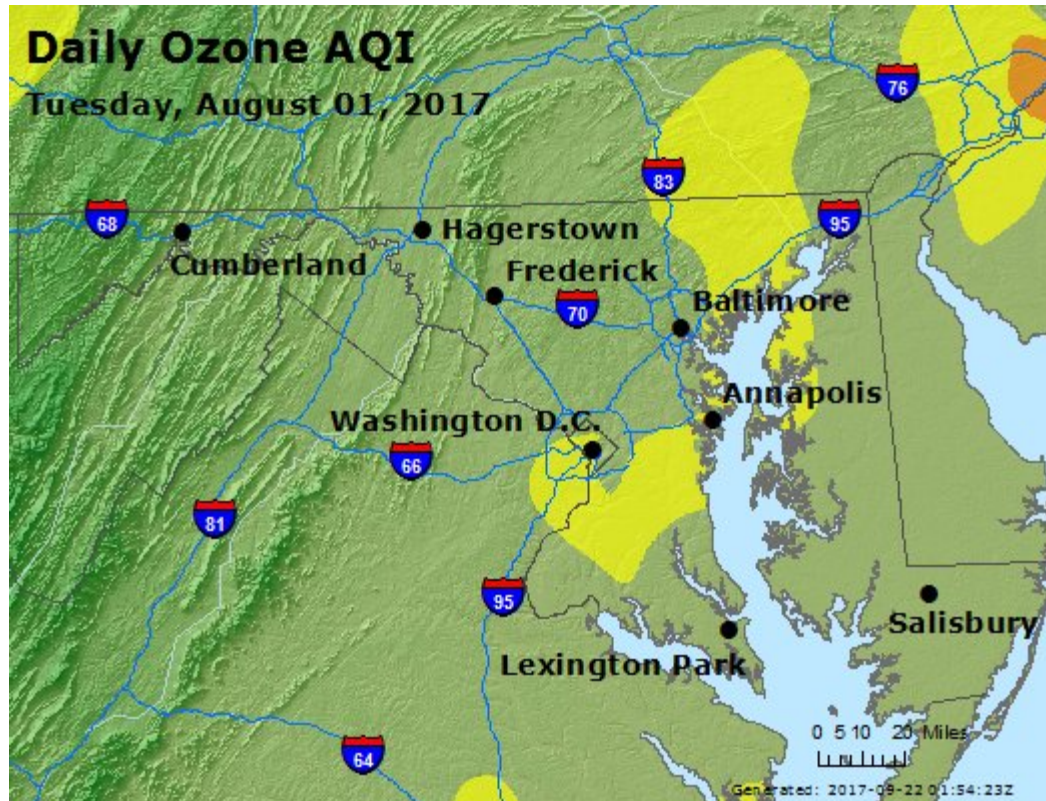 Daily Ozone AQI
Tuesday, August 01, 2017
76
83
68
95
Hagerstown
Cumberland
Frederick
70
Baltimore
Annapolis
Washington D.C.
66
81
95
Salisbury
Lexington Park
0 5 10 20 Miles
N
64
Generated: 2017-09-22 01:54:23Z